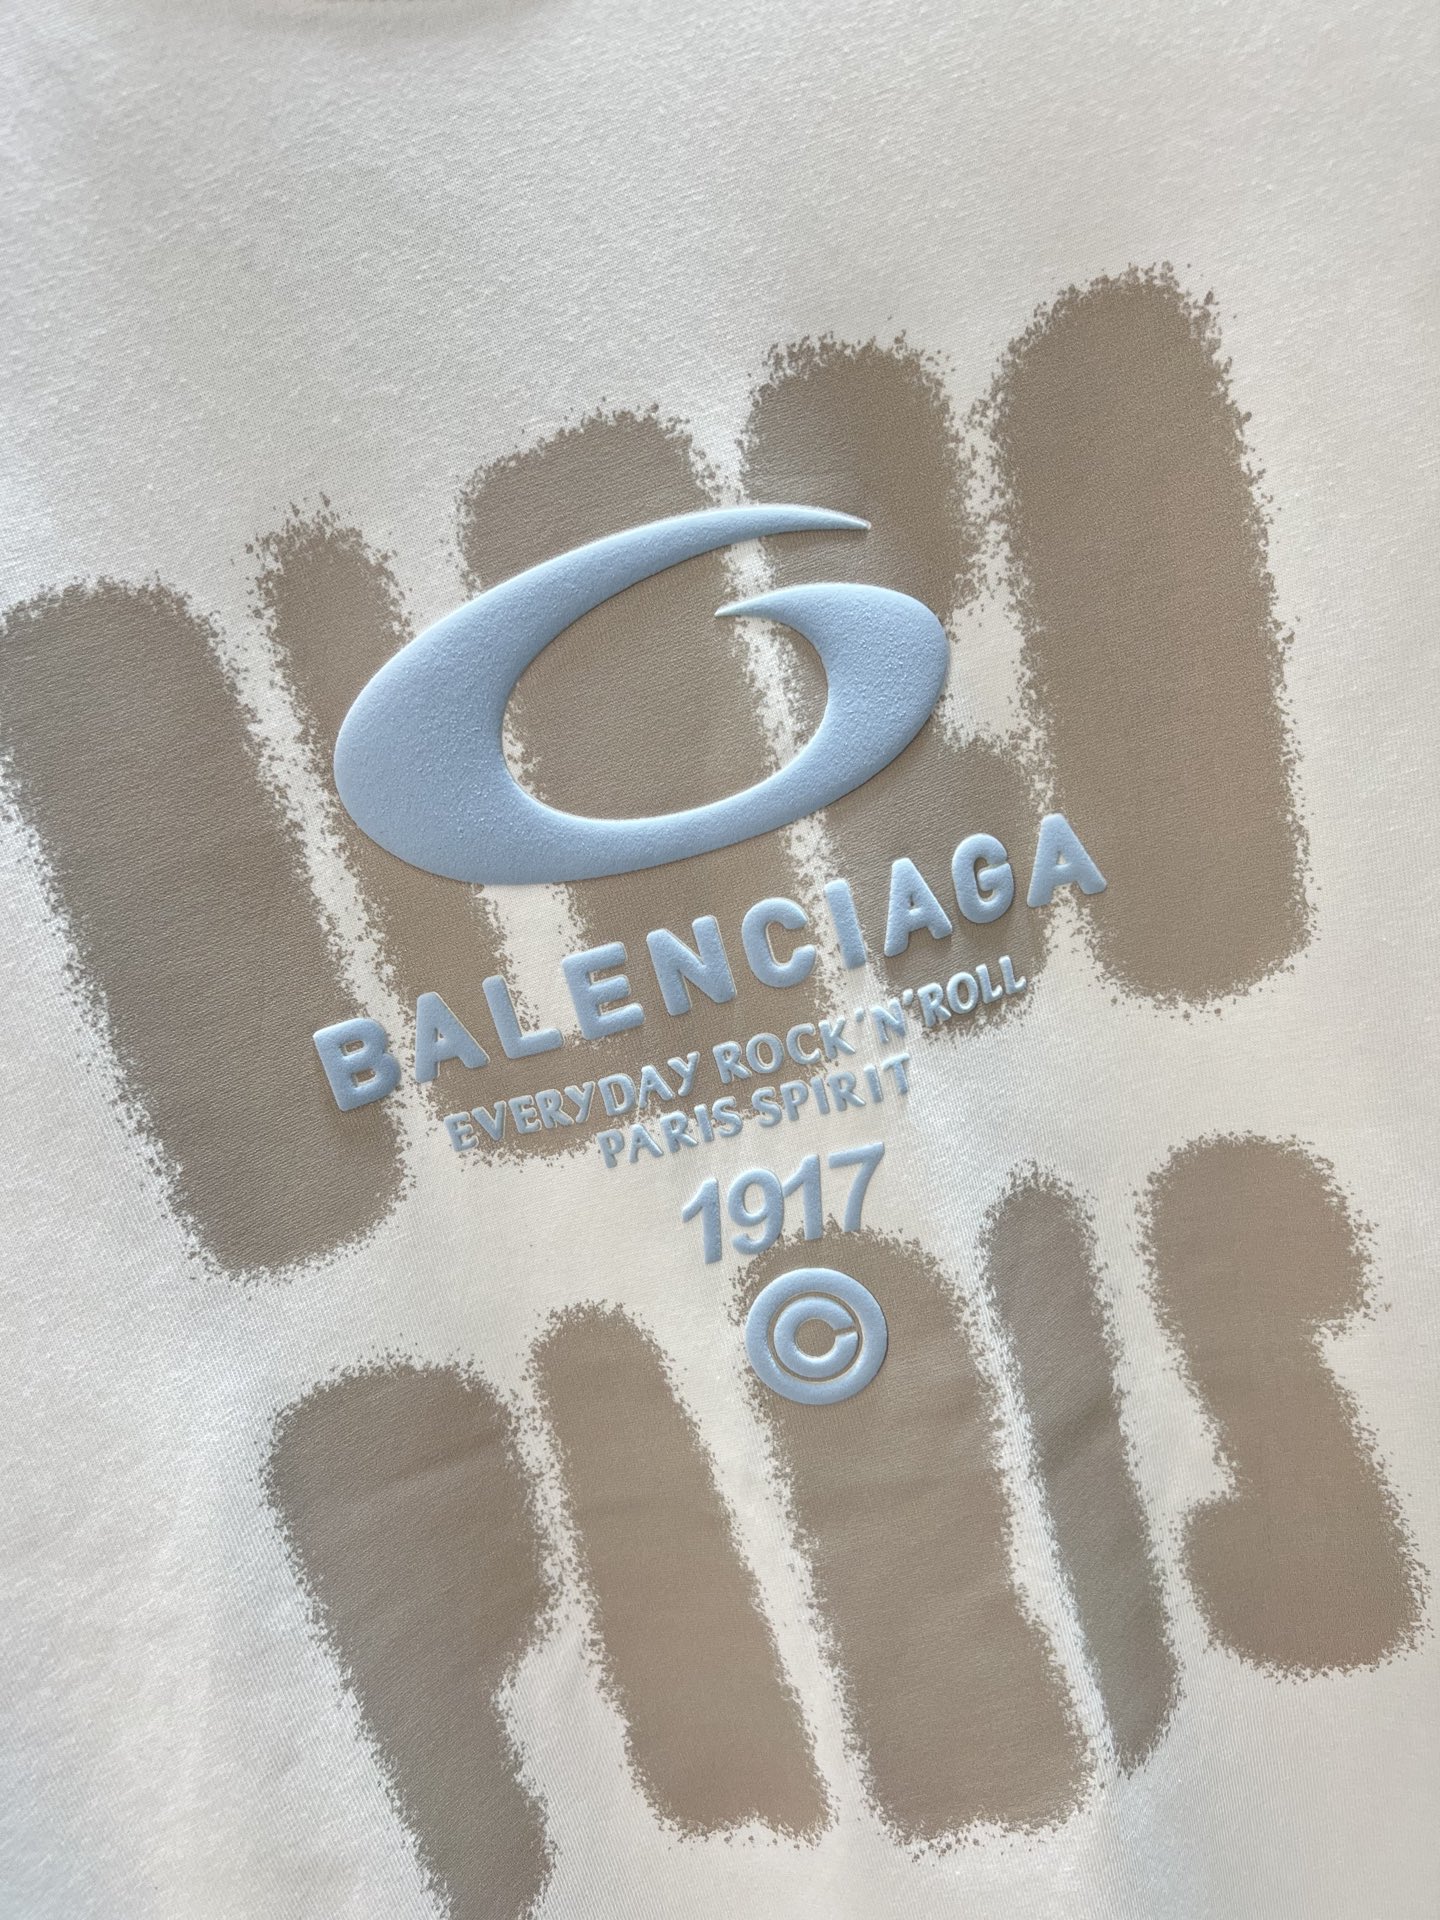 BALENCIAGA
EVERYDAY ROCK'N'ROLL
PARIS SPIRIT
1917
©